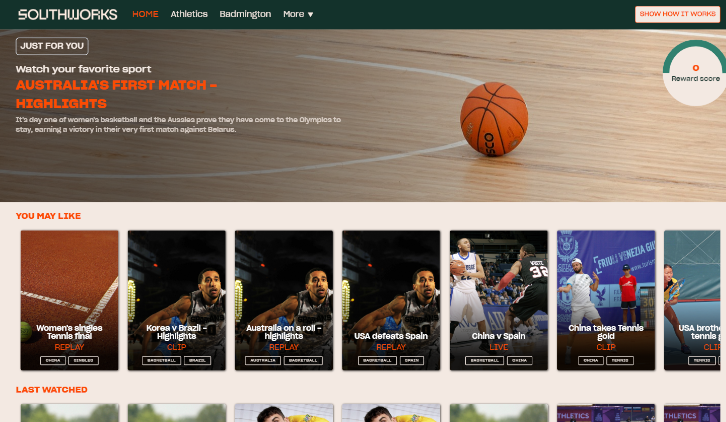 SOUTHWORKS
HOME
Athletics
Badmington
More ▼
SHOW HOW IT WORKS
JUST FOR YOU
Watch your favorite sport
AUSTRALIA'S FIRST MATCH -
HIGHLIGHTS
It's day one of women's basketball and the Aussies prove they have come to the Olympics to
stay, earning a victory in their very first match against Belarus.
0
Reward score
YOU MAY LIKE
Women's singles
Tennis final
REPLAY
CHINA
SINGLES
Korea v Brazil -
Highlights
CLIP
BASKETBALL
BRAZIL
Australia on a roll -
highlights
REPLAY
AUSTRALIA
BASKETBALL
USA defeats Spain
REPLAY
BASKETBALL
SPAIN
32
China v Spain
LIVE
BASKETBALL
CHINA
FRIULI VENEZIA
China takes Tennis
gold
CLIP
CHINA
TENNIS
USA broth
tennis
CLIP
TENNIS
LAST WATCHED
THLETICS
ATHLETICS